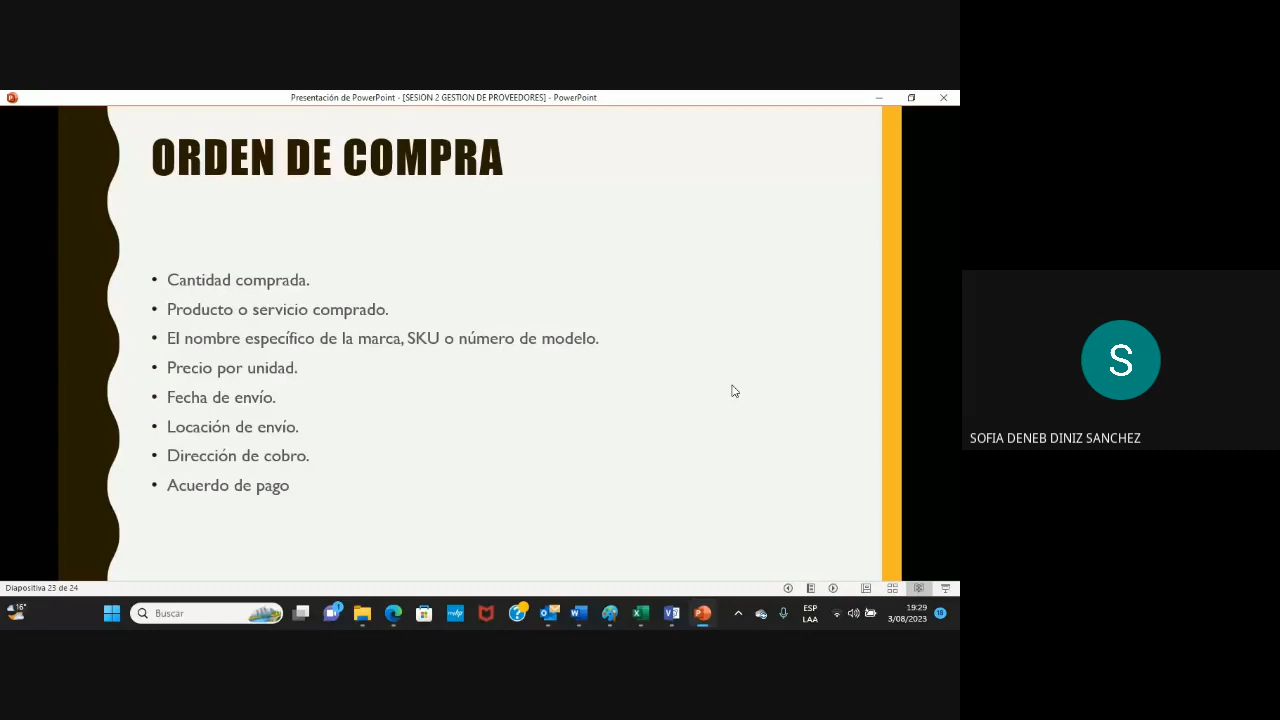 Presentación de PowerPoint - [SESION 2 GESTION DE PROVEEDORES] - PowerPoint
ORDEN DE COMPRA
• Cantidad comprada.
• Producto o servicio comprado.
• El nombre específico de la marca, SKU o número de modelo.
• Precio por unidad.
• Fecha de envío.
• Locación de envío.
• Dirección de cobro.
• Acuerdo de pago
S
SOFIA DENEB DINIZ SANCHEZ
Diapositiva 23 de 24
16°
Buscar
ESP
LAA
19:29
3/08/2023